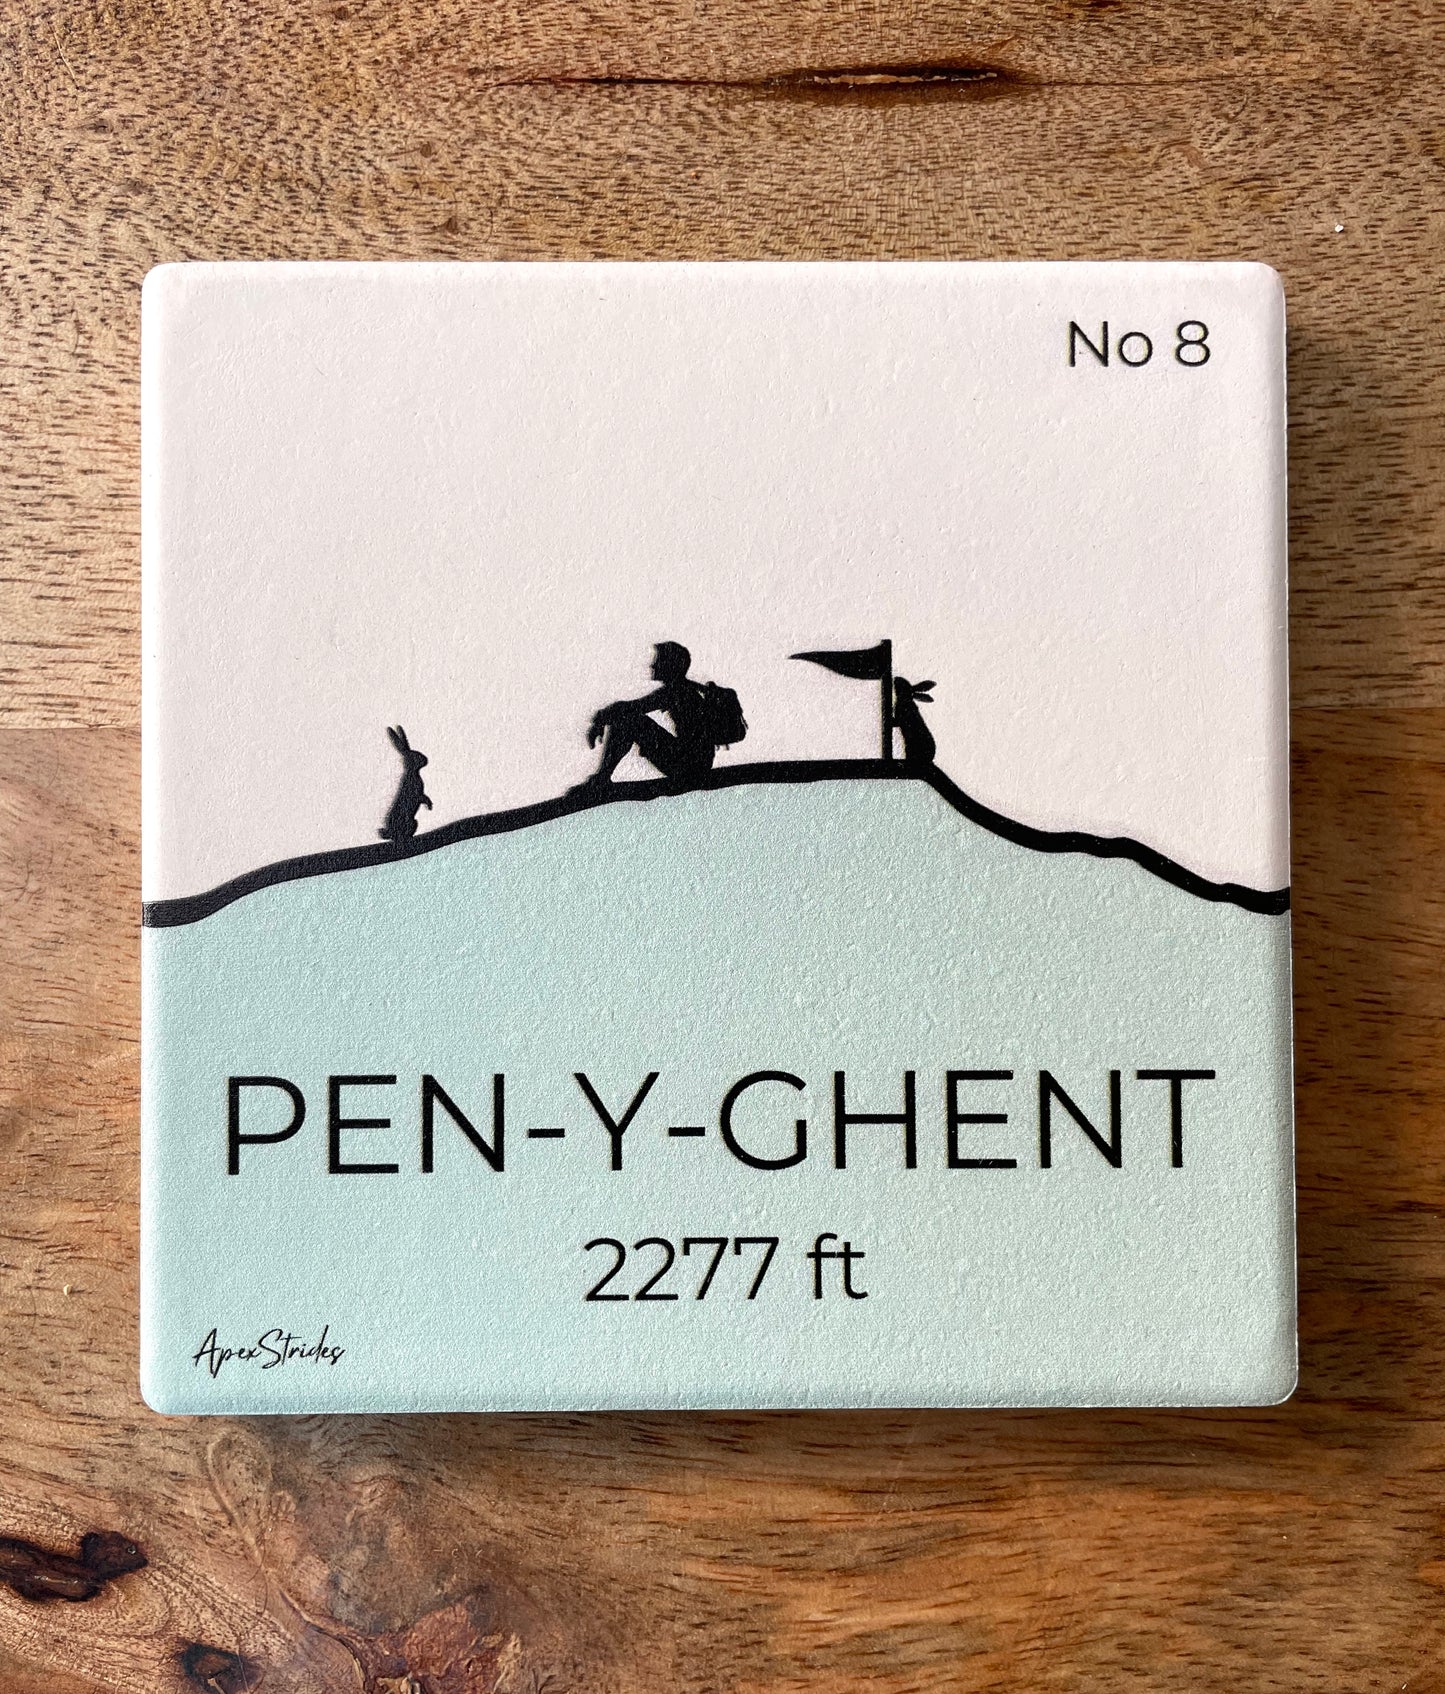 No 8
PEN-Y-GHENT
2277 ft
ApexStrides